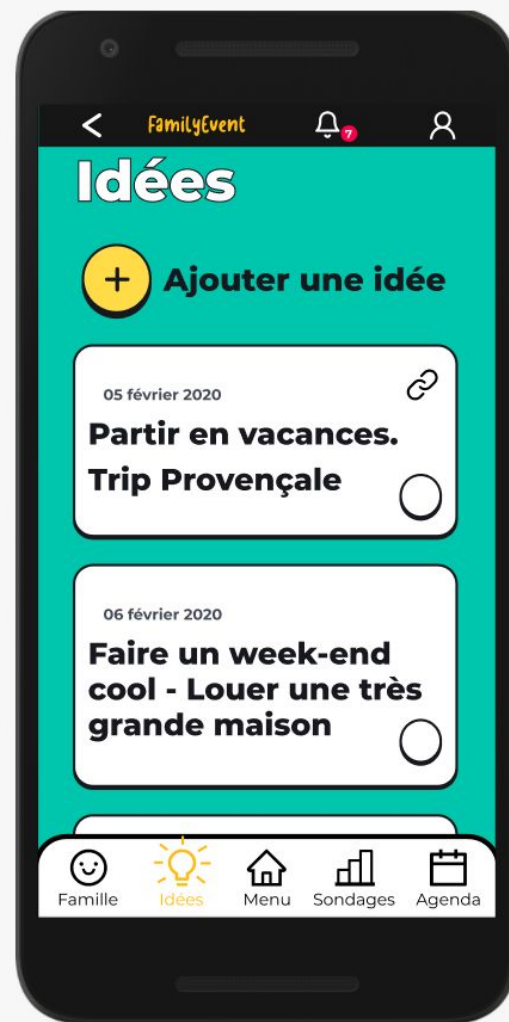 FamilyEvent
7
Idées
+ Ajouter une idée
05 février 2020
Partir en vacances.
Trip Provençale
06 février 2020
Faire un week-end
cool - Louer une très
grande maison
Famille Idées Menu Sondages Agenda